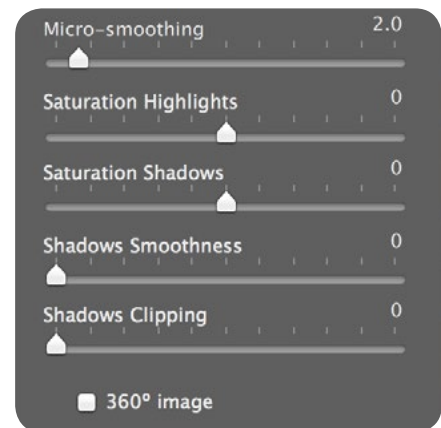 Micro-smoothing 2.0
Saturation Highlights 0
Saturation Shadows 0
Shadows Smoothness 0
Shadows Clipping 0
360º image